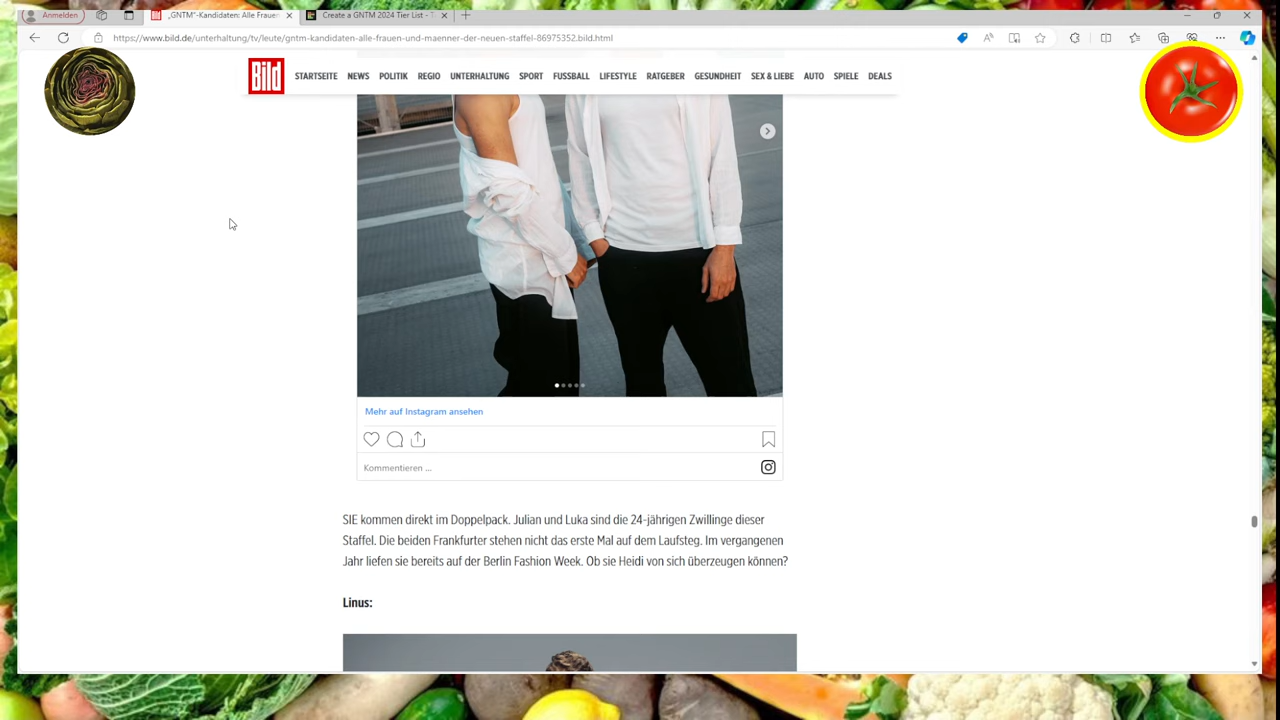 Anmelden
„GNTM“-Kandidaten: Alle Frauen
Create a GNTM 2024 Tier List - T
https://www.bild.de/unterhaltung/tv/leute/gntm-kandidaten-alle-frauen-und-maenner-der-neuen-staffel-86975352.bild.html
Bild STARTSEITE NEWS POLITIK REGIO UNTERHALTUNG SPORT FUSSBALL LIFESTYLE RATGEBER GESUNDHEIT SEX & LIEBE AUTO SPIELE DEALS
Mehr auf Instagram ansehen
Kommentieren ...
SIE kommen direkt im Doppelpack. Julian und Luka sind die 24-jährigen Zwillinge dieser
Staffel. Die beiden Frankfurter stehen nicht das erste Mal auf dem Laufsteg. Im vergangenen
Jahr liefen sie bereits auf der Berlin Fashion Week. Ob sie Heidi von sich überzeugen können?
Linus: